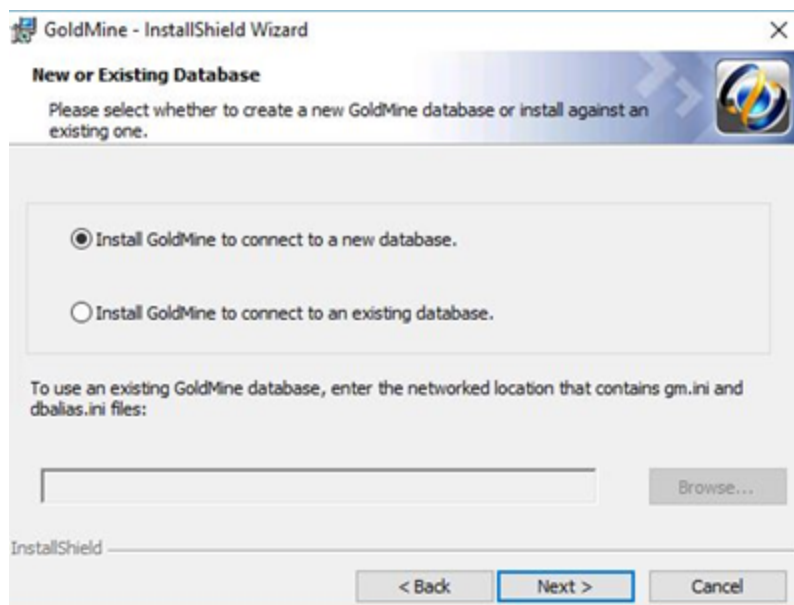 GoldMine - InstallShield Wizard
New or Existing Database
Please select whether to create a new GoldMine database or install against an
existing one.
Install GoldMine to connect to a new database.
Install GoldMine to connect to an existing database.
To use an existing GoldMine database, enter the networked location that contains gm.ini and
dbalias.ini files:
Browse...
InstallShield
< Back Next > Cancel